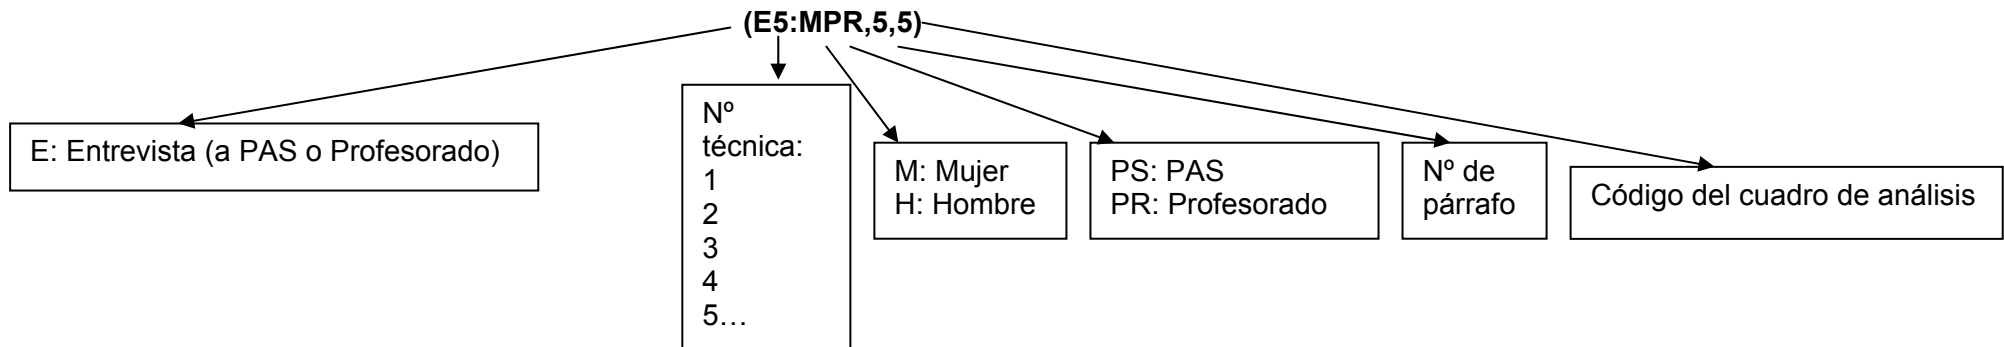 (E5:MPR,5,5)
E: Entrevista (a PAS o Profesorado)
Nº
técnica:
1
2
3
4
5…
M: Mujer
H: Hombre
PS: PAS
PR: Profesorado
Nº de
párrafo
Código del cuadro de análisis